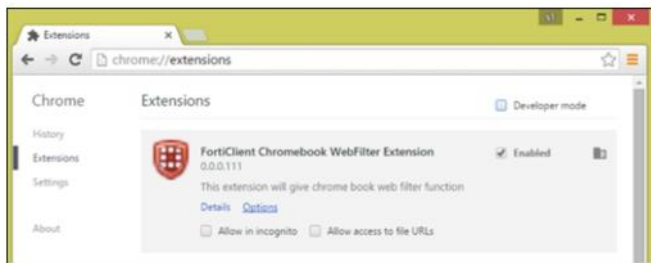 Extensions
chrome://extensions
Chrome
Extensions
Developer mode
History
Extensions
Settings
About
FortiClient Chromebook WebFilter Extension
Enabled
0.0.0.111
This extension will give chrome book web filter function
Details Options
Allow in incognito Allow access to file URLs